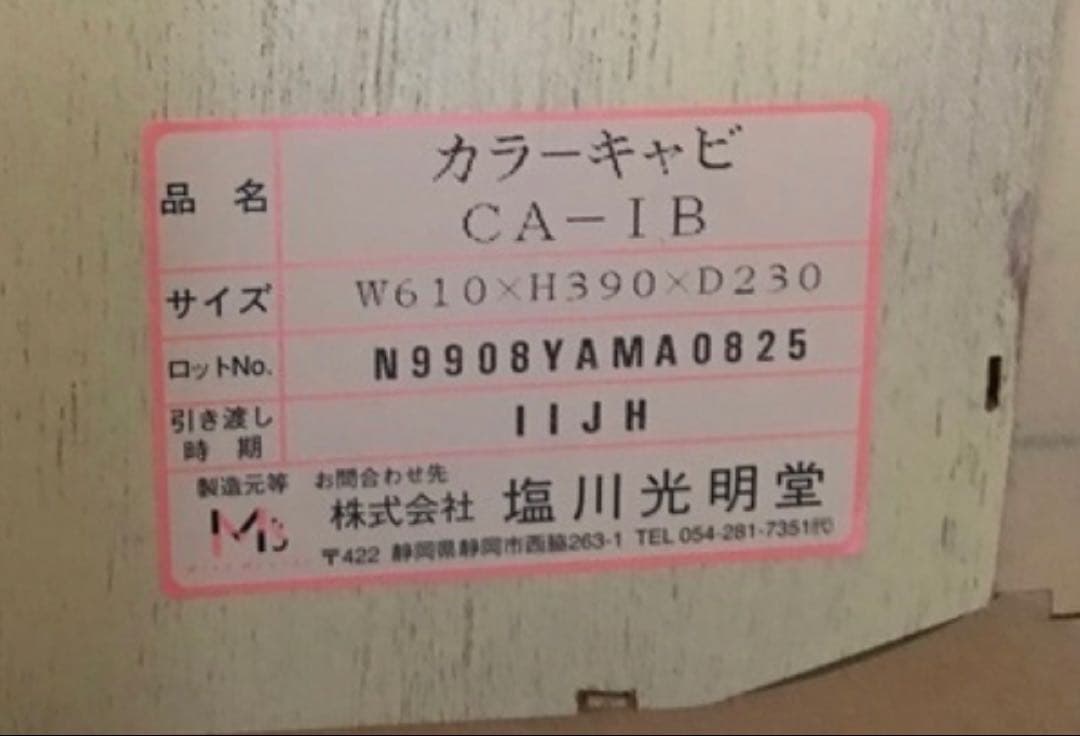 品名 カラーキャビ
CA-IB
サイズ W610×H390×D230
ロットNo. N9908YAMA0825
引き渡し時期 IIJH
製造元等 お問合わせ先
株式会社 塩川光明堂
〒422 静岡県静岡市西脇263-1 TEL 054-281-7351㈹